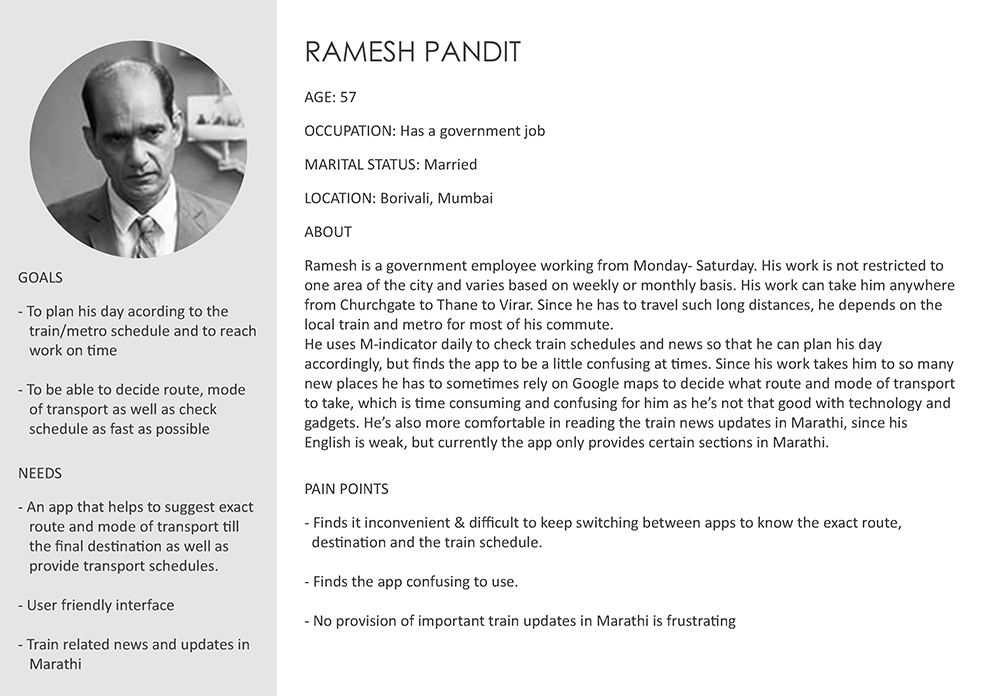 RAMESH PANDIT
AGE: 57
OCCUPATION: Has a government job
MARITAL STATUS: Married
LOCATION: Borivali, Mumbai
ABOUT
Ramesh is a government employee working from Monday- Saturday. His work is not restricted to
one area of the city and varies based on weekly or monthly basis. His work can take him anywhere
from Churchgate to Thane to Virar. Since he has to travel such long distances, he depends on the
local train and metro for most of his commute.
He uses M-indicator daily to check train schedules and news so that he can plan his day
accordingly, but finds the app to be a little confusing at times. Since his work takes him to so many
new places he has to sometimes rely on Google maps to decide what route and mode of transport
to take, which is time consuming and confusing for him as he's not that good with technology and
gadgets. He's also more comfortable in reading the train news updates in Marathi, since his
English is weak, but currently the app only provides certain sections in Marathi.
PAIN POINTS
- Finds it inconvenient & difficult to keep switching between apps to know the exact route,
destination and the train schedule.
- Finds the app confusing to use.
- No provision of important train updates in Marathi is frustrating
GOALS
- To plan his day acording to the
train/metro schedule and to reach
work on time
- To be able to decide route, mode
of transport as well as check
schedule as fast as possible
NEEDS
- An app that helps to suggest exact
route and mode of transport till
the final destination as well as
provide transport schedules.
- User friendly interface
- Train related news and updates in
Marathi